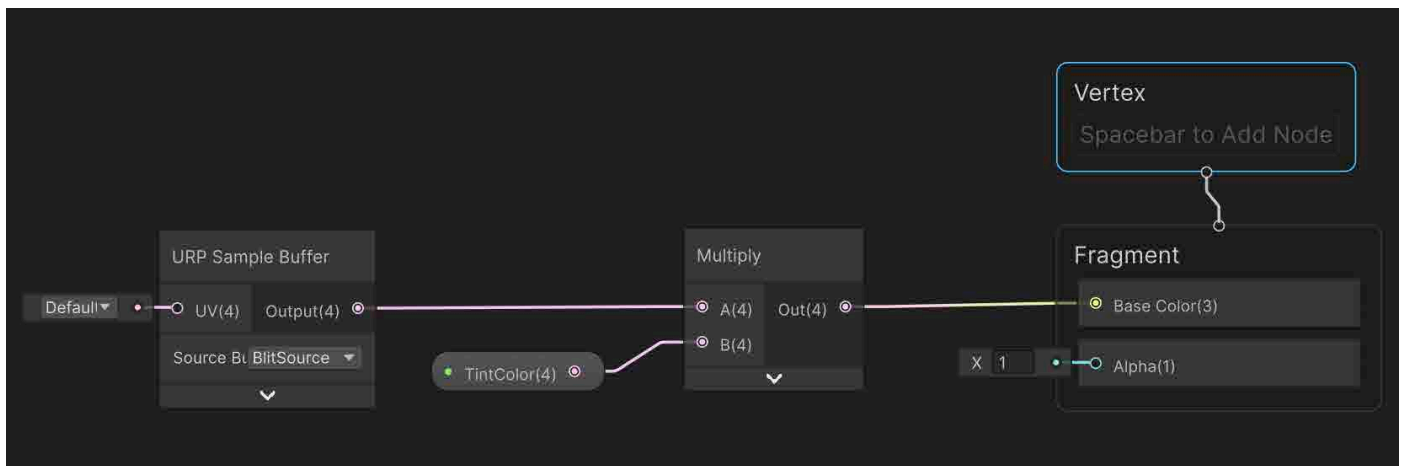 Vertex
Spacebar to Add Node
URP Sample Buffer
Multiply
Fragment
Default
UV(4)
Output(4)
A(4)
Out(4)
Base Color(3)
B(4)
Source Bu
BlitSource
TintColor(4)
X 1
Alpha(1)